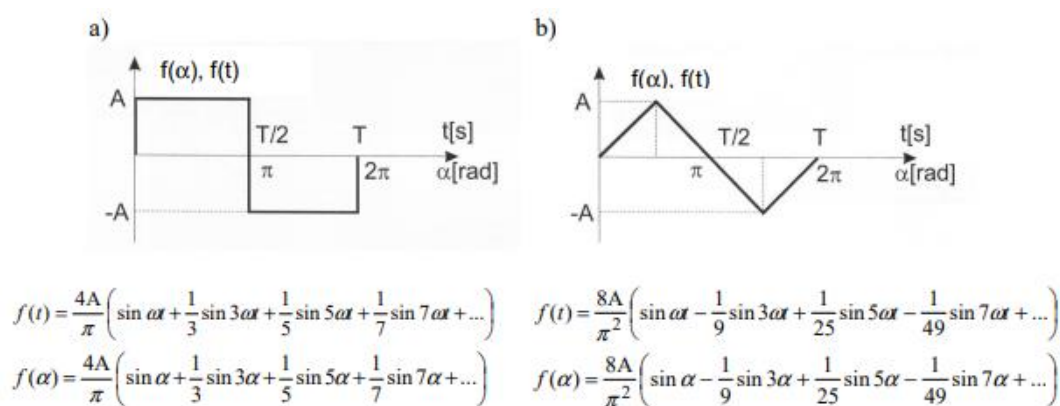 a)
f(α), f(t)
A
T/2 T t[s]
π 2π α[rad]
-A
b)
f(α), f(t)
A
T/2 T t[s]
π 2π α[rad]
-A
f(t) = 4A/π (sin ωt + 1/3 sin 3ωt + 1/5 sin 5ωt + 1/7 sin 7ωt + ...)
f(α) = 4A/π (sin α + 1/3 sin 3α + 1/5 sin 5α + 1/7 sin 7α + ...)
f(t) = 8A/π² (sin ωt - 1/9 sin 3ωt + 1/25 sin 5ωt - 1/49 sin 7ωt + ...)
f(α) = 8A/π² (sin α - 1/9 sin 3α + 1/25 sin 5α - 1/49 sin 7α + ...)